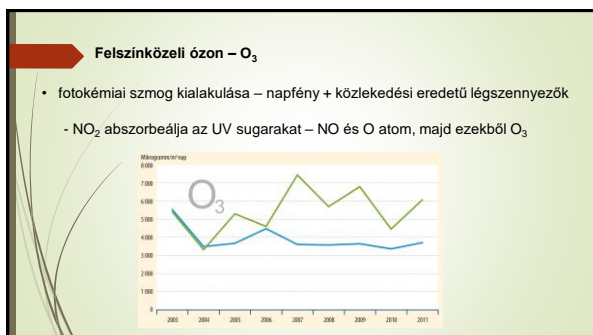 Felszínközeli ózon – O₃
• fotokémiai szmog kialakulása – napfény + közlekedési eredetű légszennyezők
- NO₂ abszorbeálja az UV sugarakat – NO és O atom, majd ezekből O₃
Mikrogramm/m³nap
8 000
7 000
6 000
5 000
4 000
3 000
2 000
1 000
0
O₃
2003 2004 2005 2006 2007 2008 2009 2010 2011